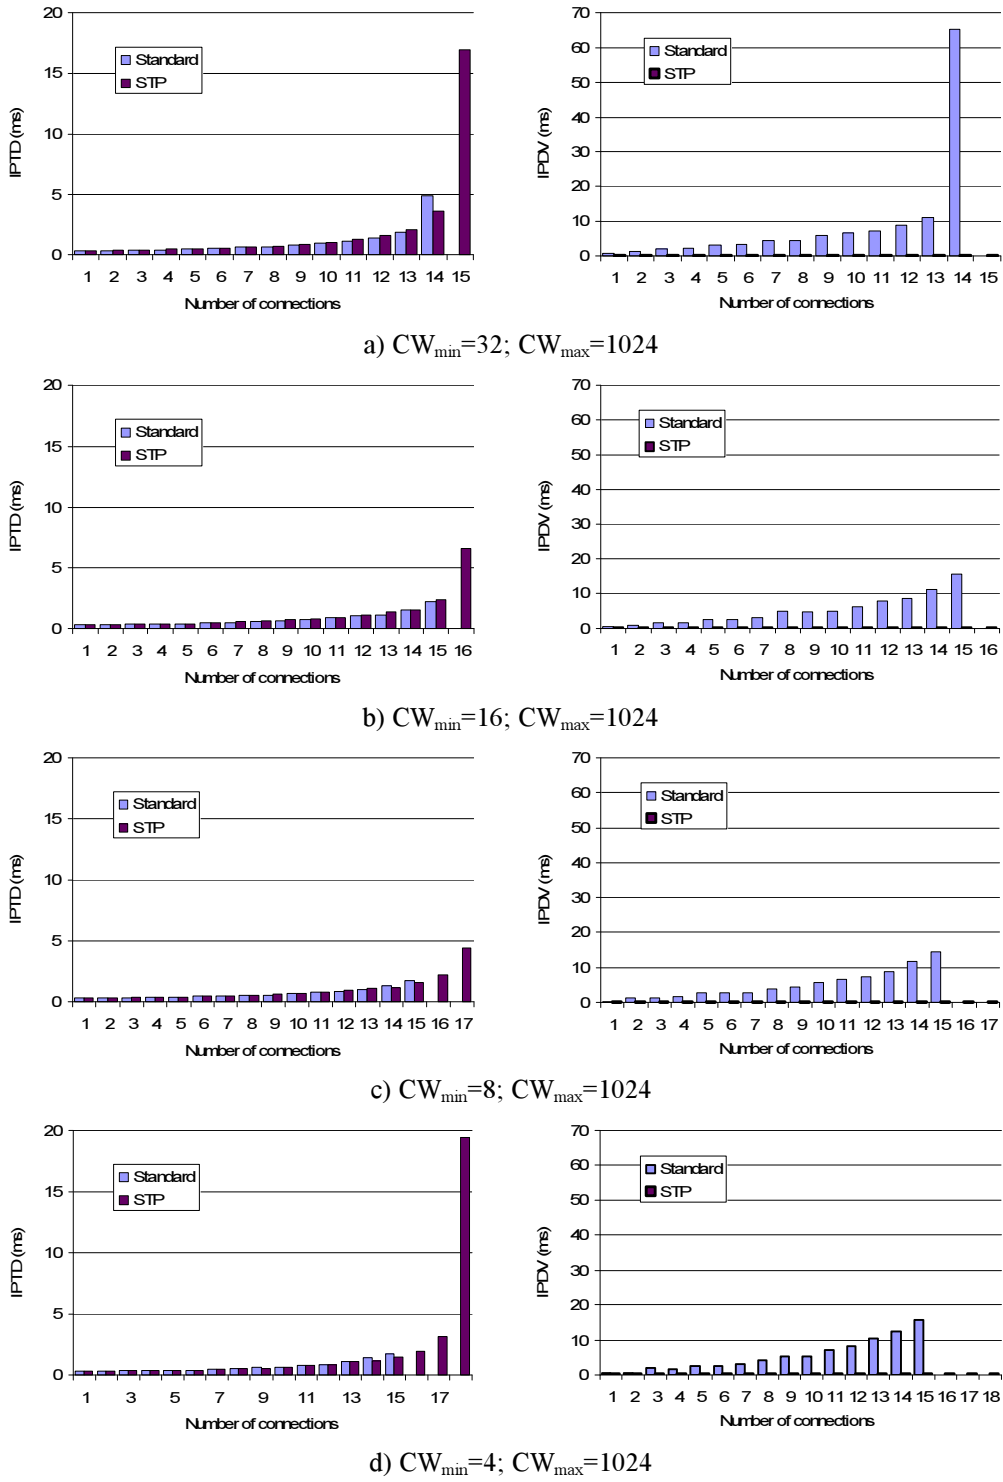 20
15
10
5
0
IPTD (ms)
Standard
STP
1 2 3 4 5 6 7 8 9 10 11 12 13 14 15
Number of connections
70
60
50
40
30
20
10
0
IPDV (ms)
Standard
STP
1 2 3 4 5 6 7 8 9 10 11 12 13 14 15
Number of connections
a) CWmin=32; CWmax=1024
20
15
10
5
0
IPTD (ms)
Standard
STP
1 2 3 4 5 6 7 8 9 10 11 12 13 14 15 16
Number of connections
70
60
50
40
30
20
10
0
IPDV (ms)
Standard
STP
1 2 3 4 5 6 7 8 9 10 11 12 13 14 15 16
Number of connections
b) CWmin=16; CWmax=1024
20
15
10
5
0
IPTD (ms)
Standard
STP
1 2 3 4 5 6 7 8 9 10 11 12 13 14 15 16 17
Number of connections
70
60
50
40
30
20
10
0
IPDV (ms)
Standard
STP
1 2 3 4 5 6 7 8 9 10 11 12 13 14 15 16 17
Number of connections
c) CWmin=8; CWmax=1024
20
15
10
5
0
IPTD (ms)
Standard
STP
1 3 5 7 9 11 13 15 17
Number of connections
70
60
50
40
30
20
10
0
IPDV (ms)
Standard
STP
1 2 3 4 5 6 7 8 9 10 11 12 13 14 15 16 17 18
Number of connections
d) CWmin=4; CWmax=1024